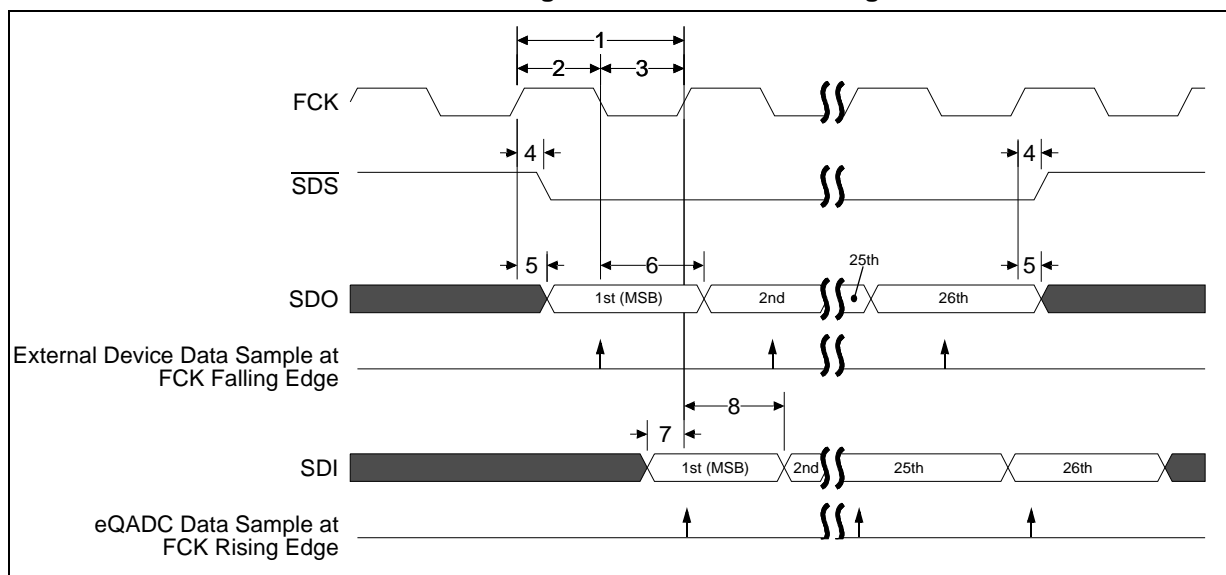 1
2 3
FCK
4 4
SDS
5 6 25th 5
SDO 1st (MSB) 2nd 26th
External Device Data Sample at
FCK Falling Edge
8
7
SDI 1st (MSB) 2nd 25th 26th
eQADC Data Sample at
FCK Rising Edge